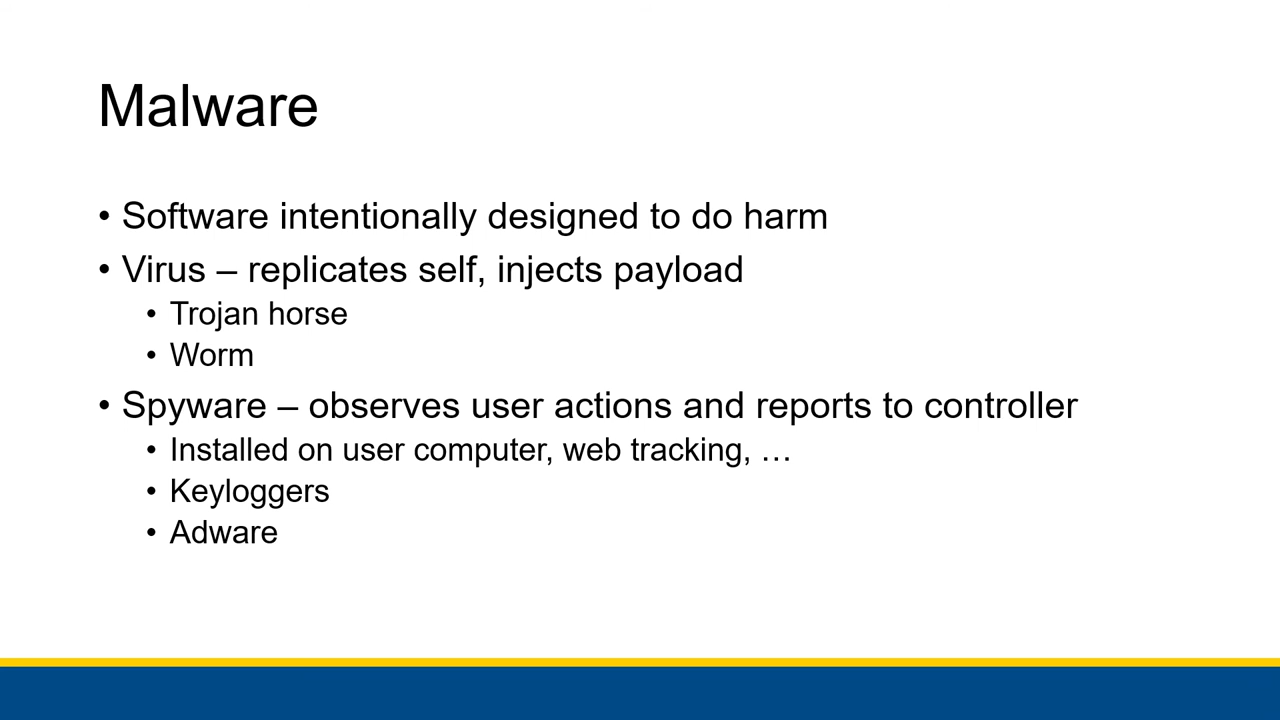 Malware
• Software intentionally designed to do harm
• Virus – replicates self, injects payload
• Trojan horse
• Worm
• Spyware – observes user actions and reports to controller
• Installed on user computer, web tracking, …
• Keyloggers
• Adware